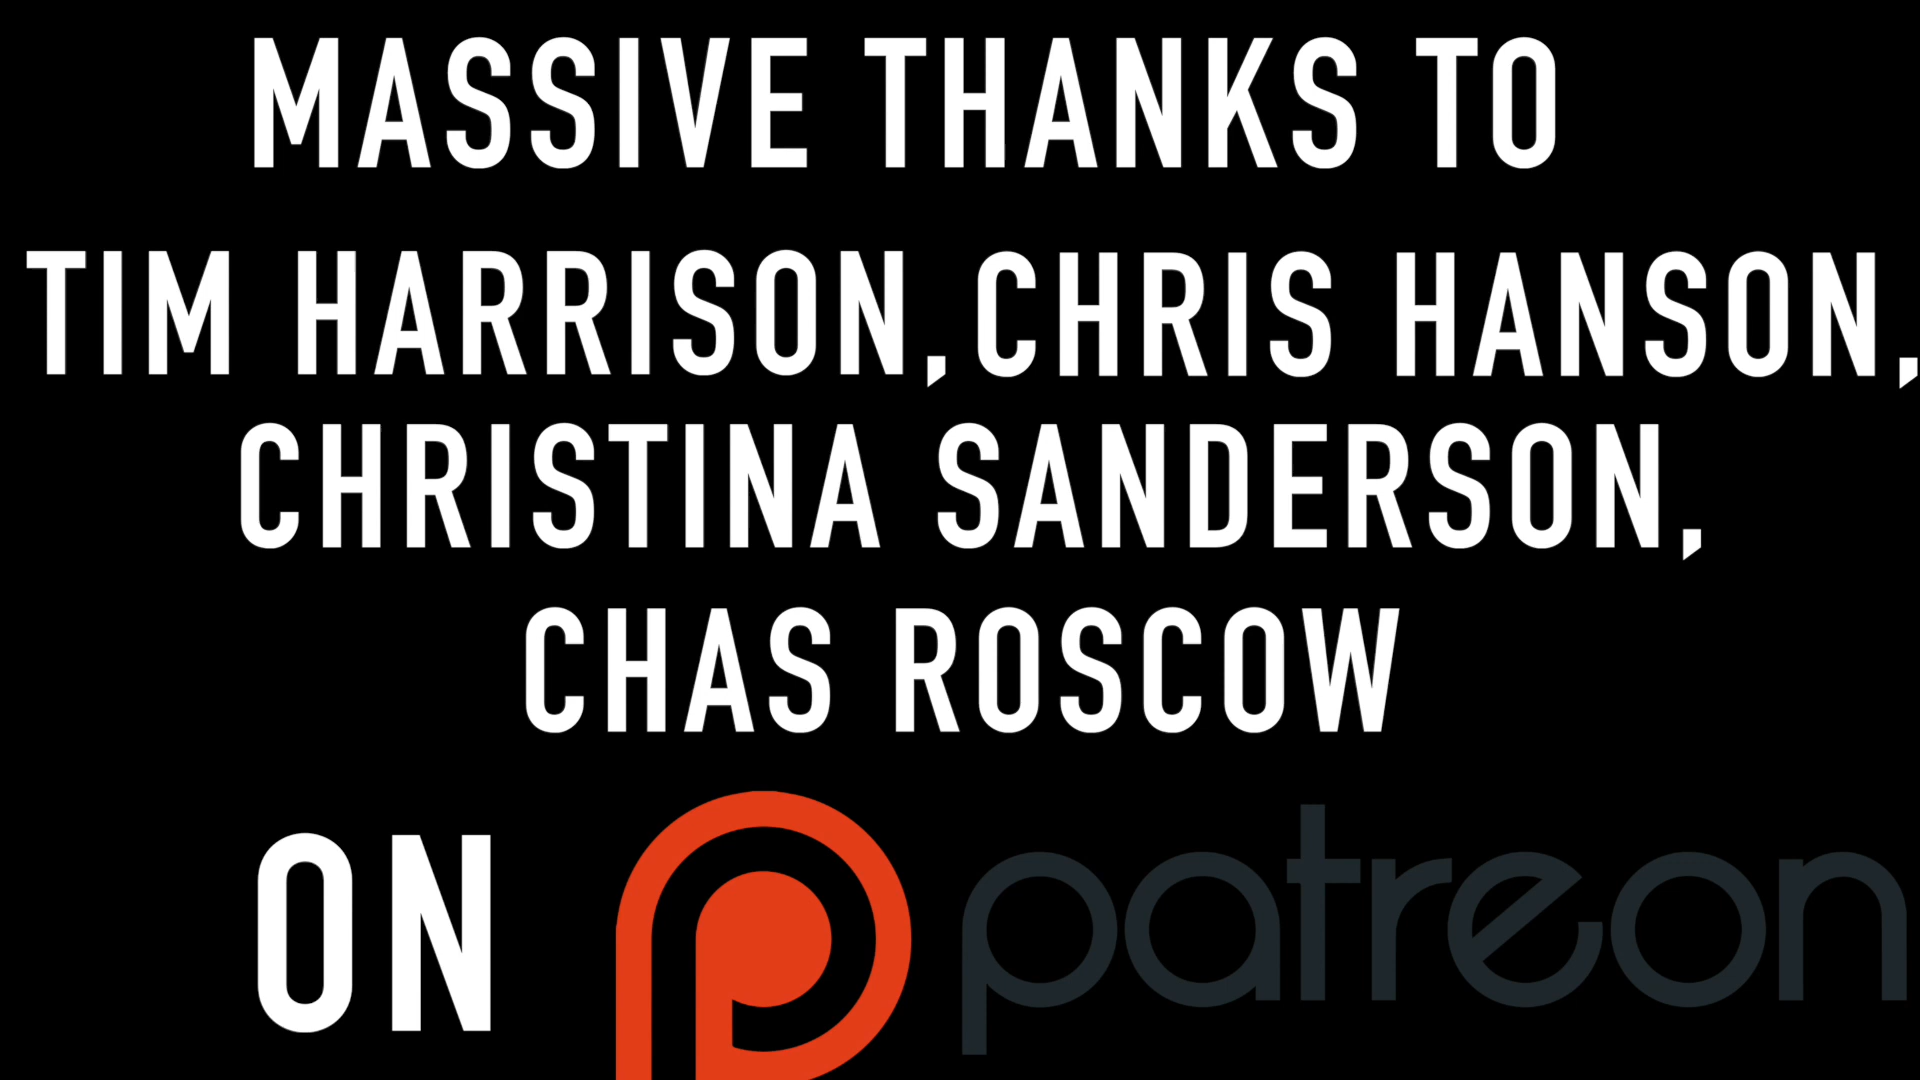 MASSIVE THANKS TO
TIM HARRISON,CHRIS HANSON,
CHRISTINA SANDERSON,
CHAS ROSCOW
ON patreon